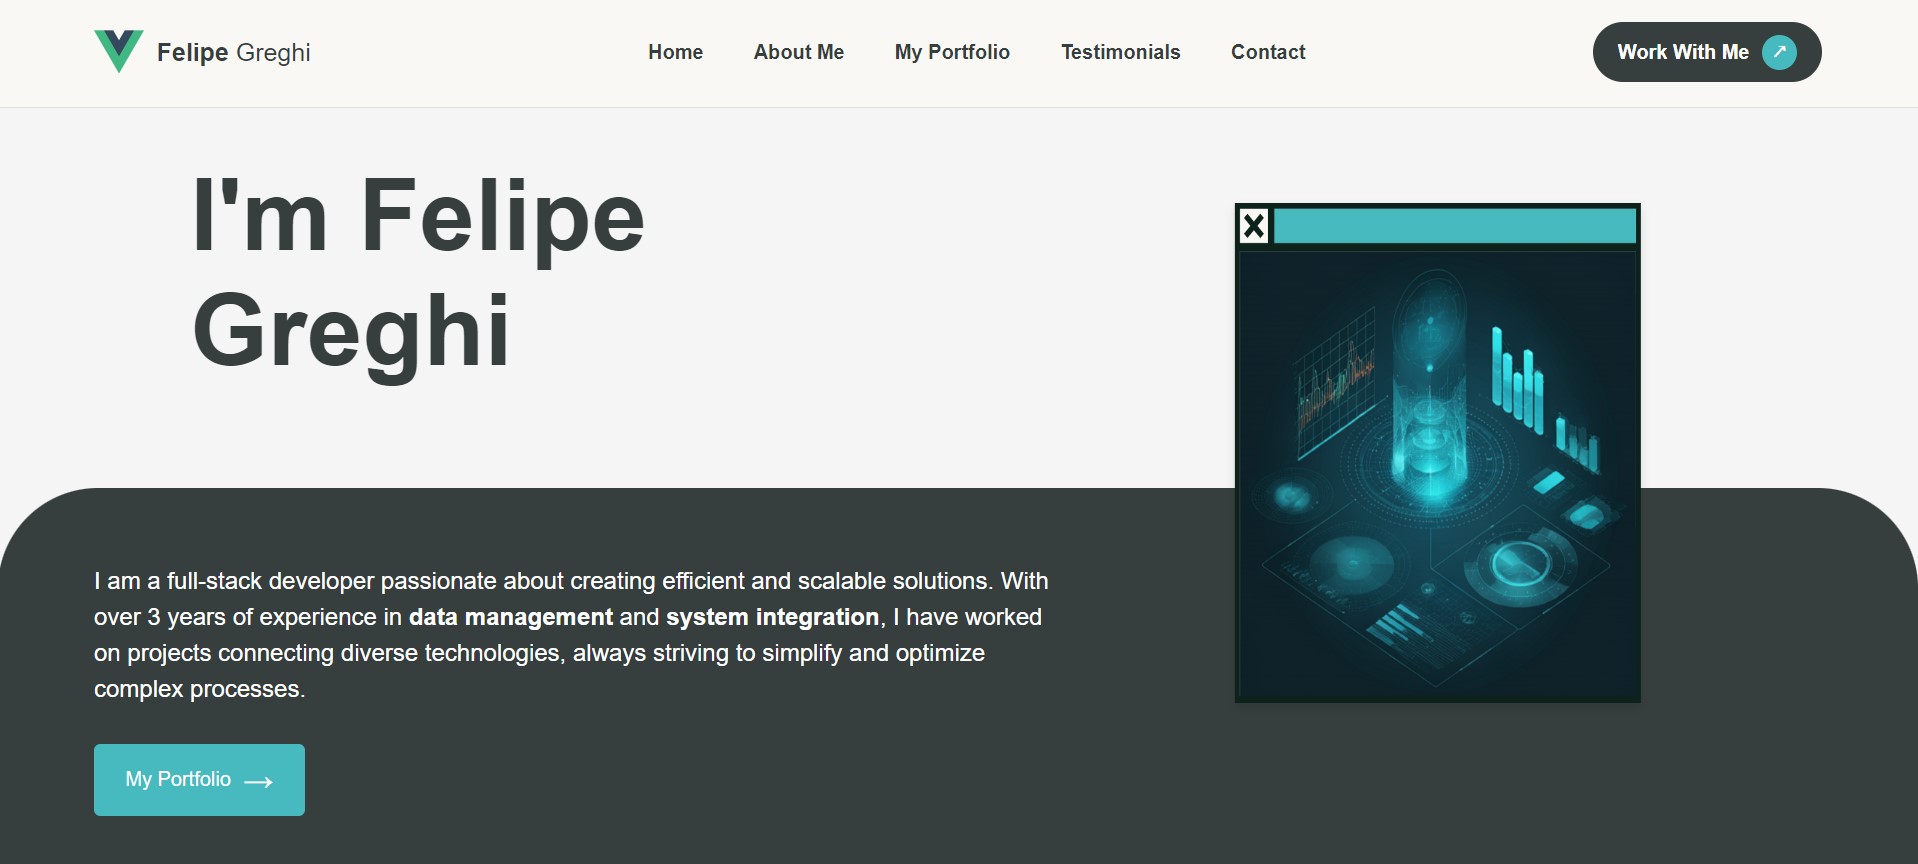 Felipe Greghi
Home
About Me
My Portfolio
Testimonials
Contact
Work With Me ↗
I'm Felipe
Greghi
X
I am a full-stack developer passionate about creating efficient and scalable solutions. With
over 3 years of experience in data management and system integration, I have worked
on projects connecting diverse technologies, always striving to simplify and optimize
complex processes.
My Portfolio →